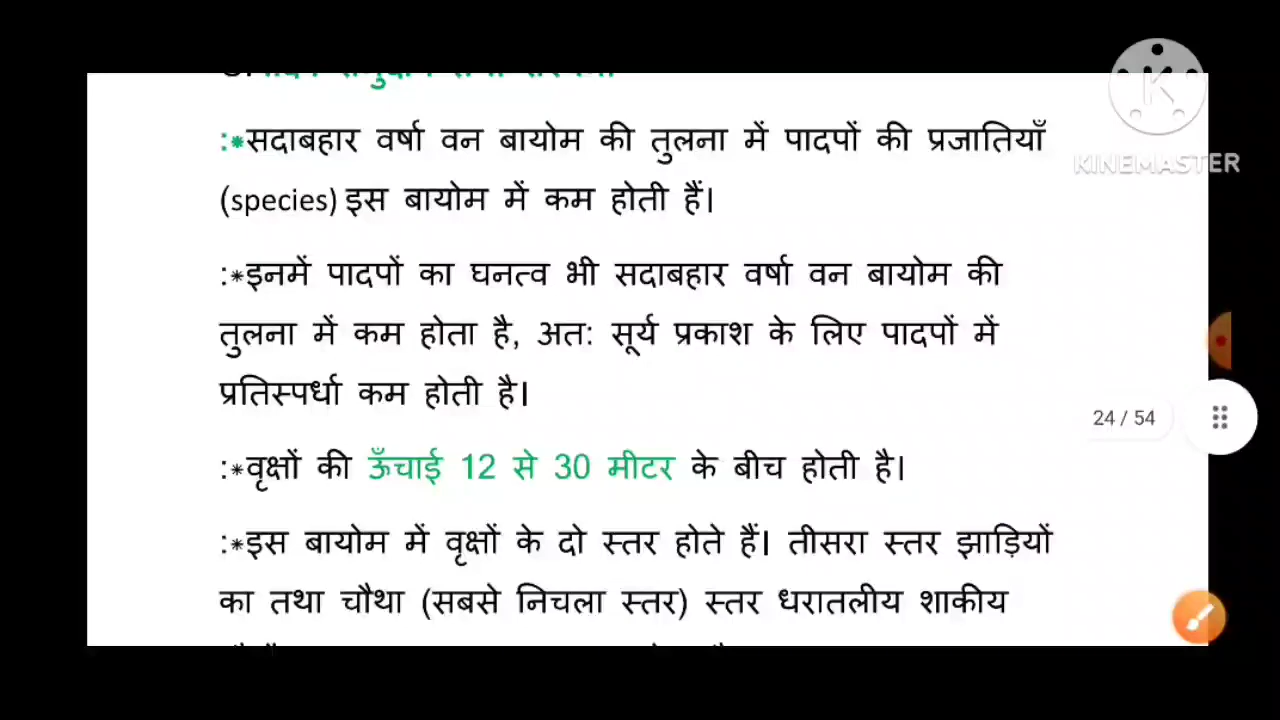 :*सदाबहार वर्षा वन बायोम की तुलना में पादपों की प्रजातियाँ
(species) इस बायोम में कम होती हैं।
:*इनमें पादपों का घनत्व भी सदाबहार वर्षा वन बायोम की
तुलना में कम होता है, अत: सूर्य प्रकाश के लिए पादपों में
प्रतिस्पर्धा कम होती है।
:*वृक्षों की ऊँचाई 12 से 30 मीटर के बीच होती है।
:*इस बायोम में वृक्षों के दो स्तर होते हैं। तीसरा स्तर झाड़ियों
का तथा चौथा (सबसे निचला स्तर) स्तर धरातलीय शाकीय
K
KINEMASTER
24 / 54